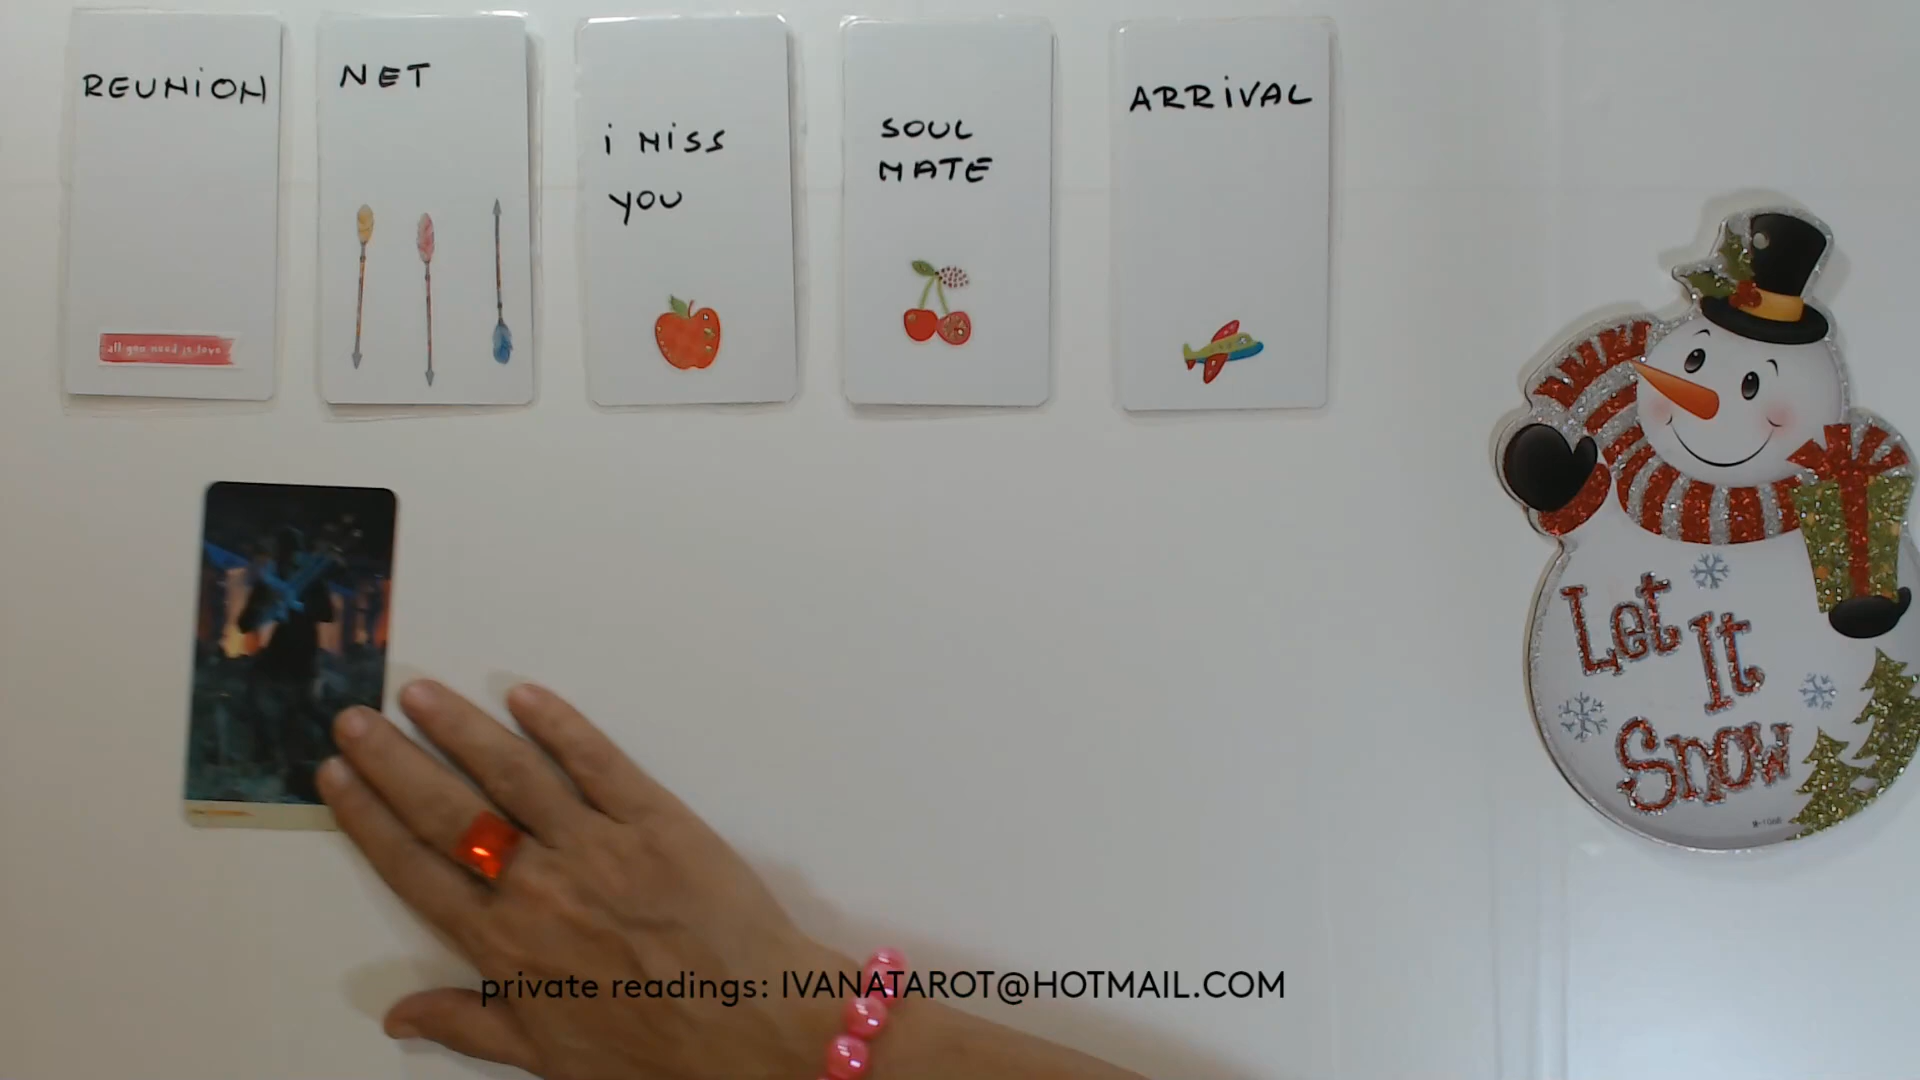 REUNION
NET
i MISS
YOU
SOUL
MATE
ARRIVAL
all you need is love
Let
It
Snow
private readings: IVANATAROT@HOTMAIL.COM